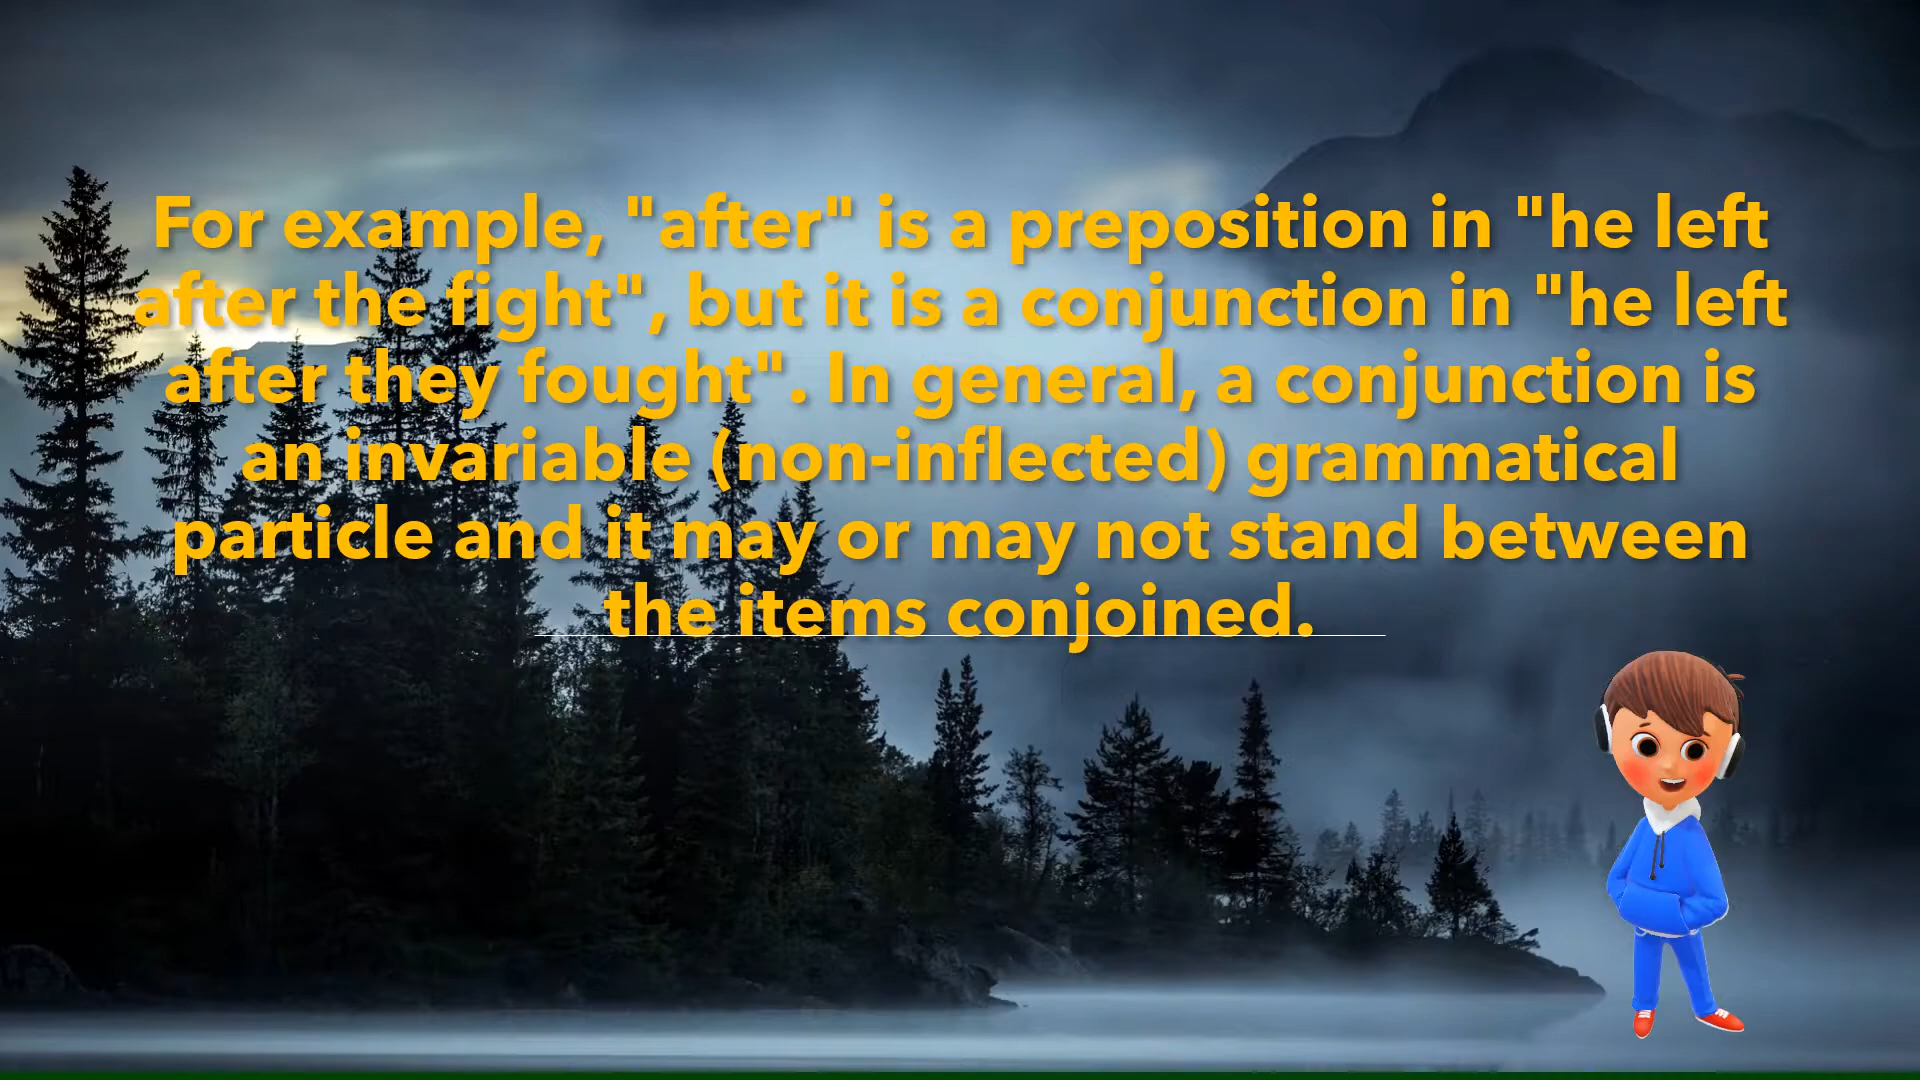 For example, "after" is a preposition in "he left
after the fight", but it is a conjunction in "he left
after they fought". In general, a conjunction is
an invariable (non-inflected) grammatical
particle and it may or may not stand between
the items conjoined.